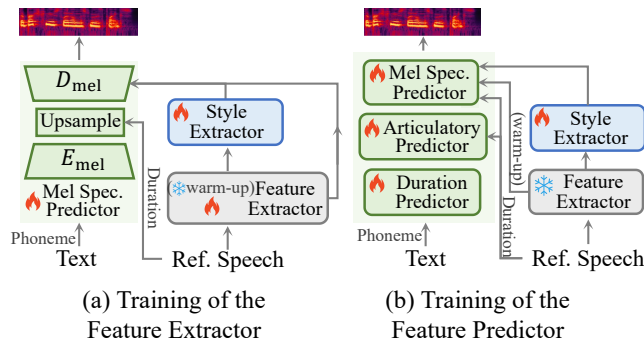 D_mel
Upsample
E_mel
Mel Spec.
Predictor
Phoneme
Text
Duration
Style
Extractor
(warm-up)Feature
Extractor
Ref. Speech
(a) Training of the
Feature Extractor
Mel Spec.
Predictor
Articulatory
Predictor
Duration
Predictor
Phoneme
Text
(warm-up)
Duration
Style
Extractor
Feature
Extractor
Ref. Speech
(b) Training of the
Feature Predictor